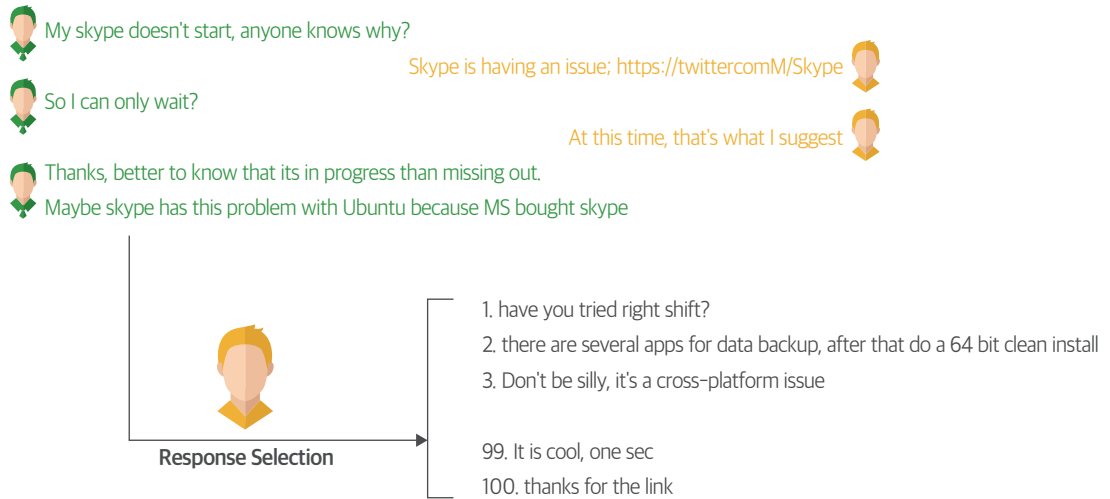 My skype doesn't start, anyone knows why?
Skype is having an issue; https://twittercomM/Skype
So I can only wait?
At this time, that's what I suggest
Thanks, better to know that its in progress than missing out.
Maybe skype has this problem with Ubuntu because MS bought skype
1. have you tried right shift?
2. there are several apps for data backup, after that do a 64 bit clean install
3. Don't be silly, it's a cross-platform issue
99. It is cool, one sec
100. thanks for the link
Response Selection